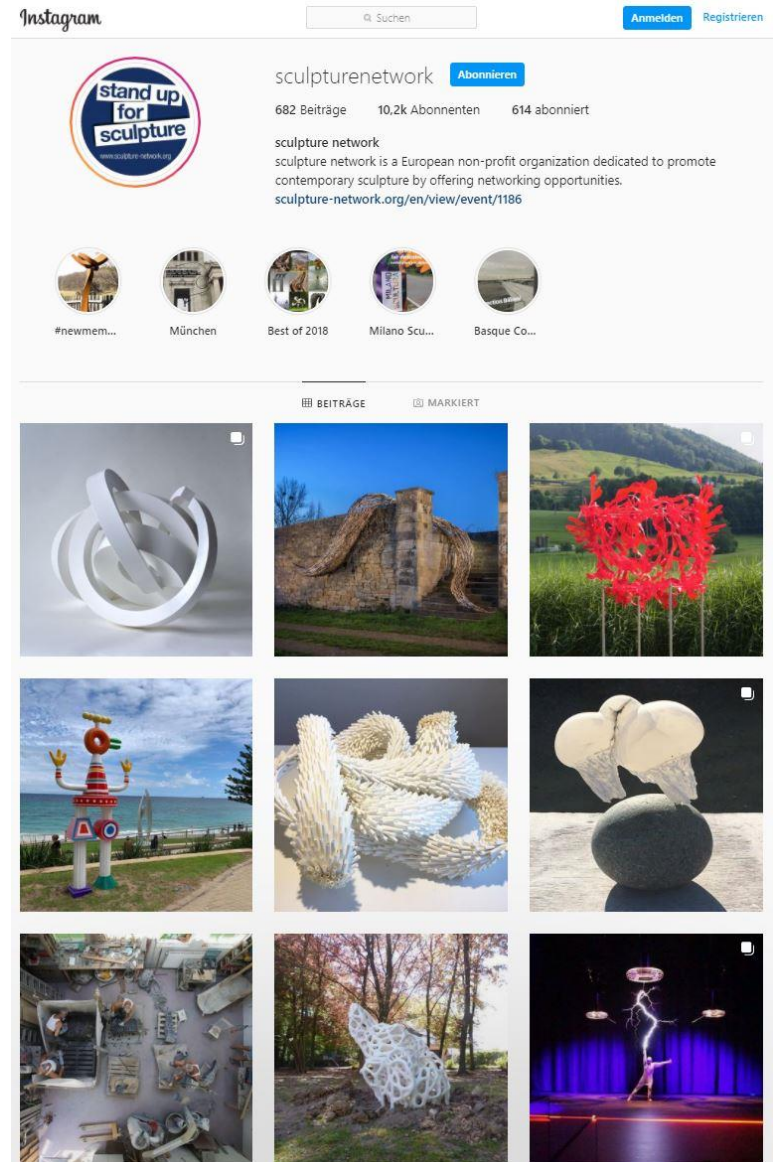 Instagram
Suchen
Anmelden
Registrieren
stand up
for
sculpture
www.sculpture-network.org
sculpturenetwork
Abonnieren
682 Beiträge 10,2k Abonnenten 614 abonniert
sculpture network
sculpture network is a European non-profit organization dedicated to promote
contemporary sculpture by offering networking opportunities.
sculpture-network.org/en/view/event/1186
#newmem...
München
Best of 2018
Milano Scu...
Basque Co...
BEITRÄGE
MARKIERT